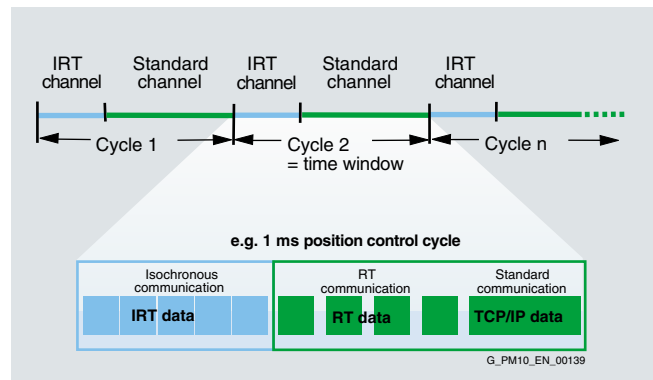 IRT channel
Standard channel
IRT channel
Standard channel
IRT channel
Cycle 1
Cycle 2
= time window
Cycle n
e.g. 1 ms position control cycle
Isochronous
communication
RT
communication
Standard
communication
IRT data
RT data
TCP/IP data
G_PM10_EN_00139